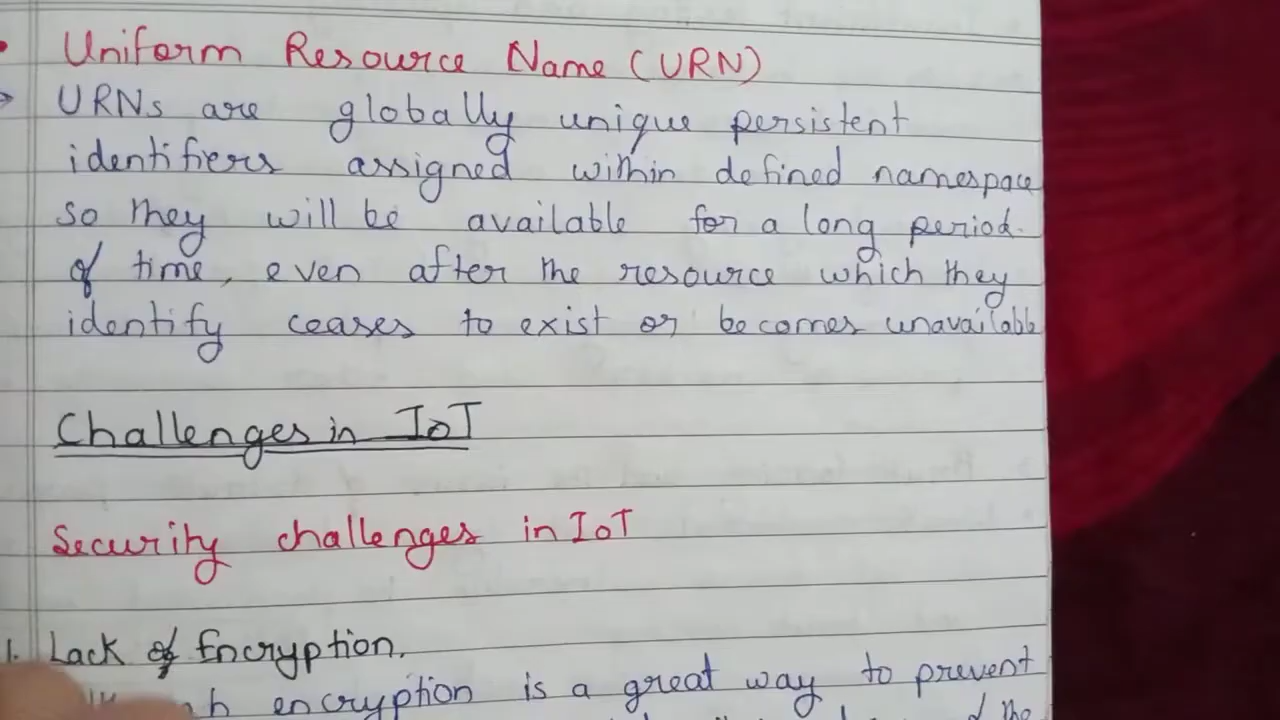 Uniform Resource Name (URN)
→ URNs are globally unique persistent
identifiers assigned within defined namespace
so they will be available for a long period.
of time, even after the resource which they
identify ceases to exist or becomes unavailable
Challenges in IoT
Security challenges in IoT
1. Lack of Encryption.
encryption is a great way to prevent
the